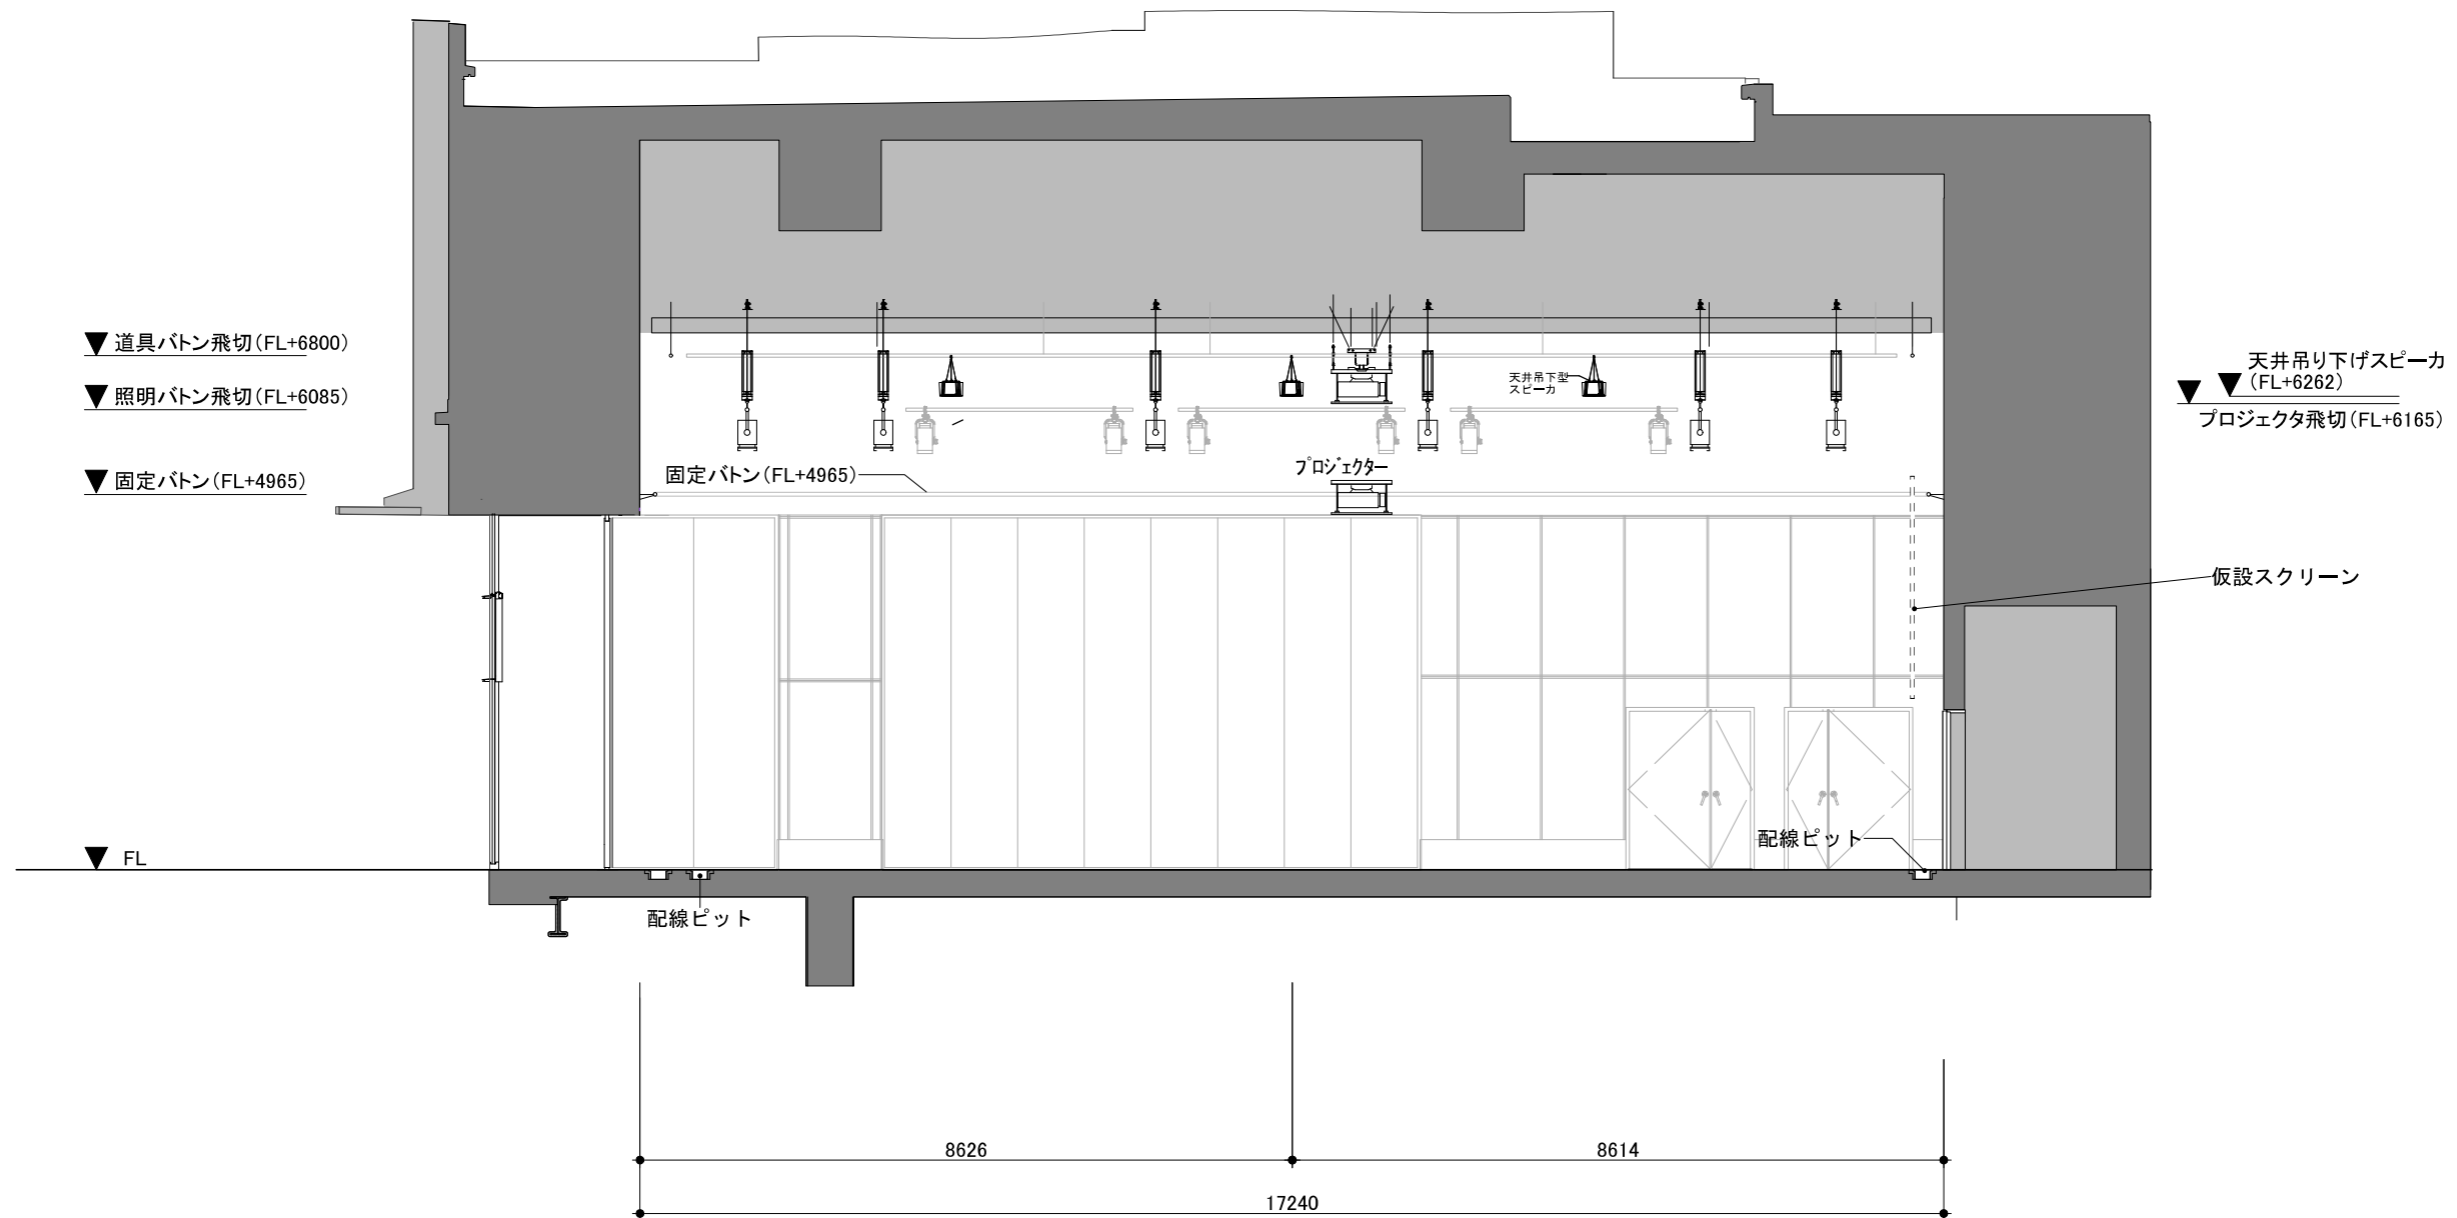 道具バトン飛切(FL+6800)
照明バトン飛切(FL+6085)
固定バトン(FL+4965)
FL
天井吊り下げスピーカ
(FL+6262)
プロジェクタ飛切(FL+6165)
天井吊下型
スピーカ
固定バトン(FL+4965)
プロジェクター
仮設スクリーン
配線ピット
配線ピット
8626
8614
17240